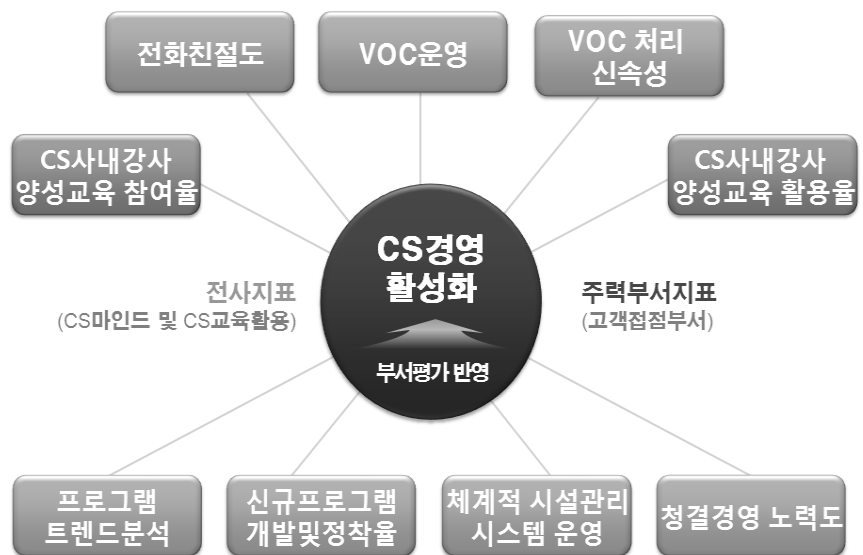 전화친절도
VOC운영
VOC 처리
신속성
CS사내강사
양성교육 참여율
CS사내강사
양성교육 활용율
CS경영
활성화
부서평가 반영
전사지표
(CS마인드 및 CS교육활용)
주력부서지표
(고객접점부서)
프로그램
트렌드분석
신규프로그램
개발및정착율
체계적 시설관리
시스템 운영
청결경영 노력도